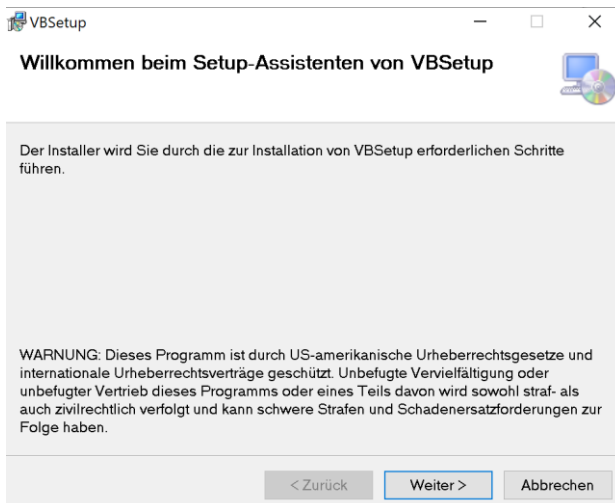 VBSetup
Willkommen beim Setup-Assistenten von VBSetup
Der Installer wird Sie durch die zur Installation von VBSetup erforderlichen Schritte
führen.
WARNUNG: Dieses Programm ist durch US-amerikanische Urheberrechtsgesetze und
internationale Urheberrechtsverträge geschützt. Unbefugte Vervielfältigung oder
unbefugter Vertrieb dieses Programms oder eines Teils davon wird sowohl straf- als
auch zivilrechtlich verfolgt und kann schwere Strafen und Schadenersatzforderungen zur
Folge haben.
< Zurück Weiter > Abbrechen